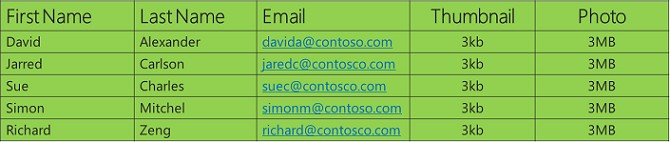 First Name Last Name Email Thumbnail Photo
David Alexander davida@contoso.com 3kb 3MB
Jarred Carlson jaredc@contosco.com 3kb 3MB
Sue Charles suec@contosco.com 3kb 3MB
Simon Mitchel simonm@contoso.com 3kb 3MB
Richard Zeng richard@contosco.com 3kb 3MB